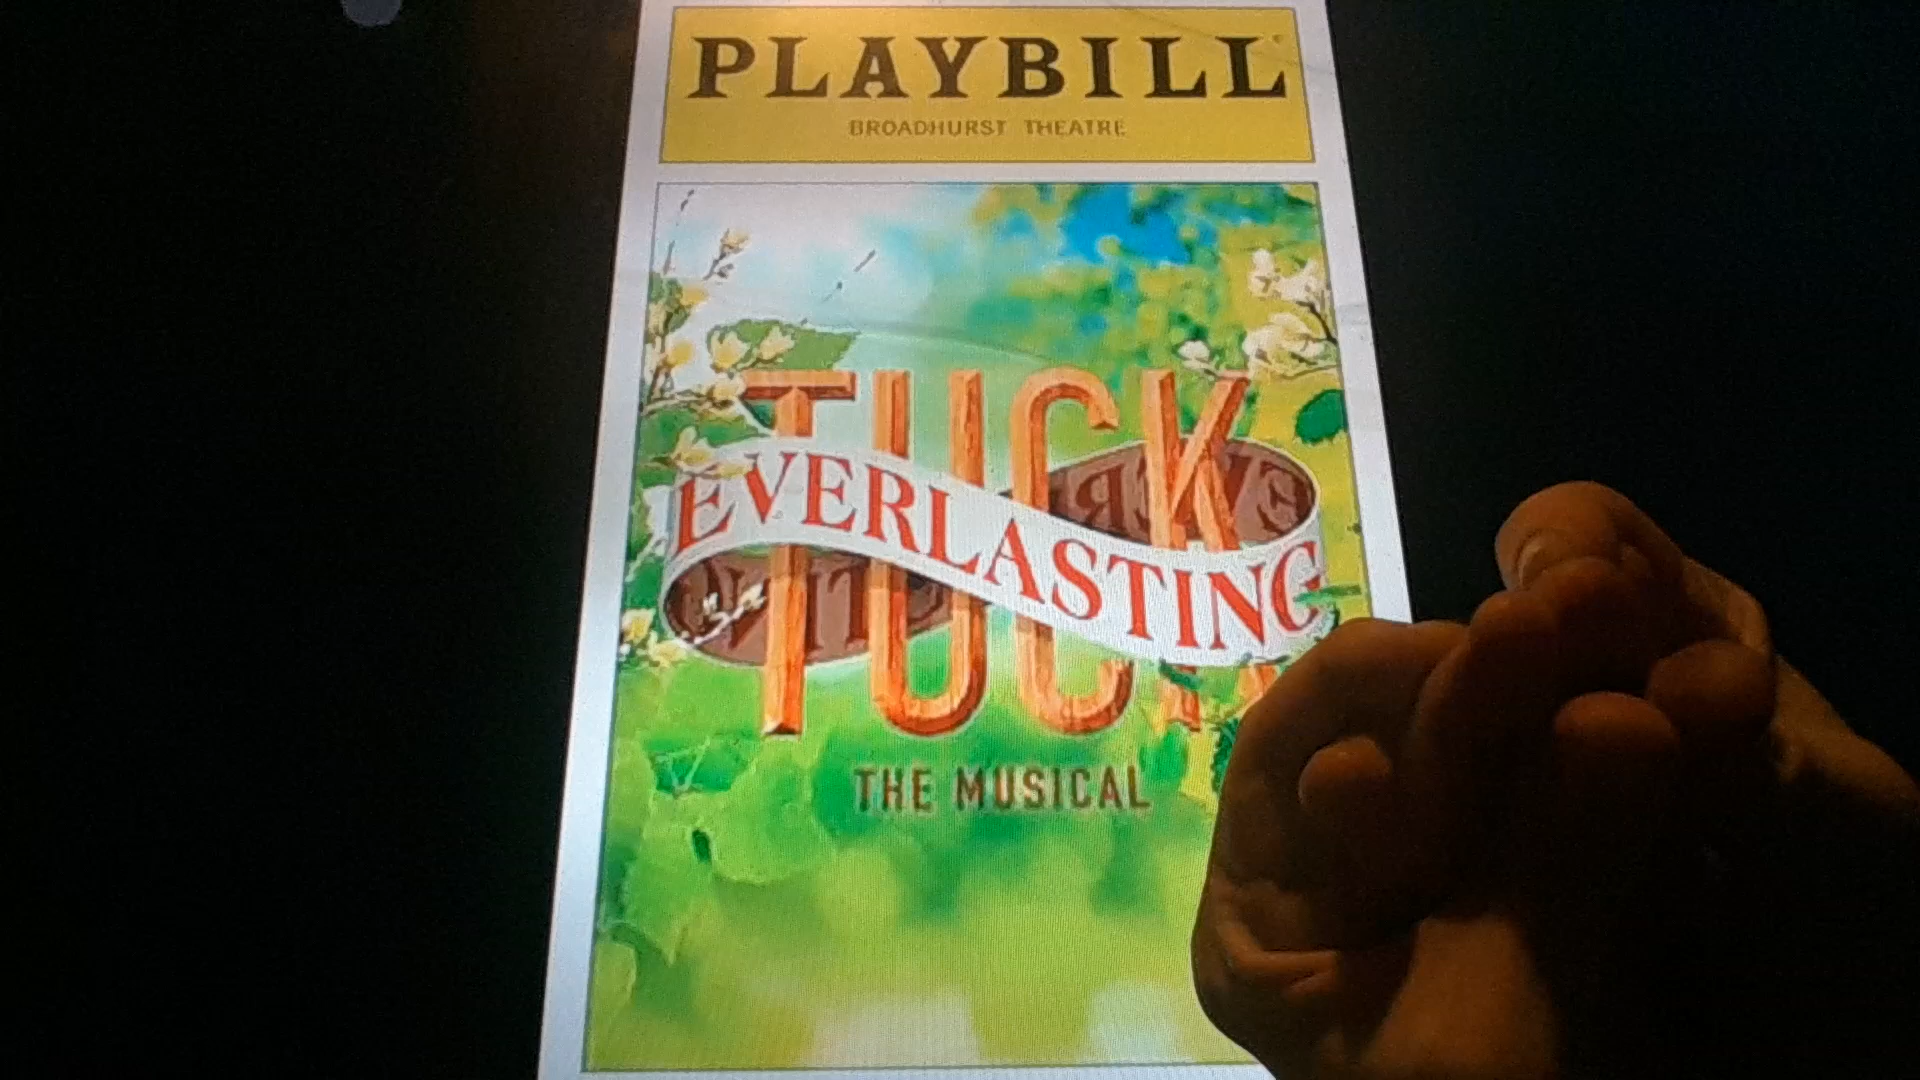 PLAYBILL
BROADHURST THEATRE
TUCK
EVERLASTING
THE MUSICAL